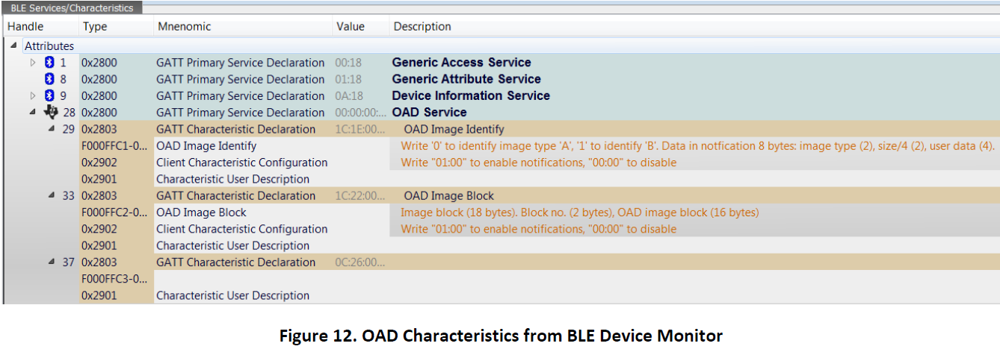 BLE Services/Characteristics
Handle Type Mnenomic Value Description
Attributes
1 0x2800 GATT Primary Service Declaration 00:18 Generic Access Service
8 0x2800 GATT Primary Service Declaration 01:18 Generic Attribute Service
9 0x2800 GATT Primary Service Declaration 0A:18 Device Information Service
28 0x2800 GATT Primary Service Declaration 00:00:00:... OAD Service
29 0x2803 GATT Characteristic Declaration 1C:1E:00... OAD Image Identify
F000FFC1-0... OAD Image Identify Write '0' to identify image type 'A', '1' to identify 'B'. Data in notfication 8 bytes: image type (2), size/4 (2), user data (4).
0x2902 Client Characteristic Configuration Write "01:00" to enable notifications, "00:00" to disable
0x2901 Characteristic User Description
33 0x2803 GATT Characteristic Declaration 1C:22:00... OAD Image Block
F000FFC2-0... OAD Image Block Image block (18 bytes). Block no. (2 bytes), OAD image block (16 bytes)
0x2902 Client Characteristic Configuration Write "01:00" to enable notifications, "00:00" to disable
0x2901 Characteristic User Description
37 0x2803 GATT Characteristic Declaration 0C:26:00...
F000FFC3-0...
0x2901 Characteristic User Description
Figure 12. OAD Characteristics from BLE Device Monitor